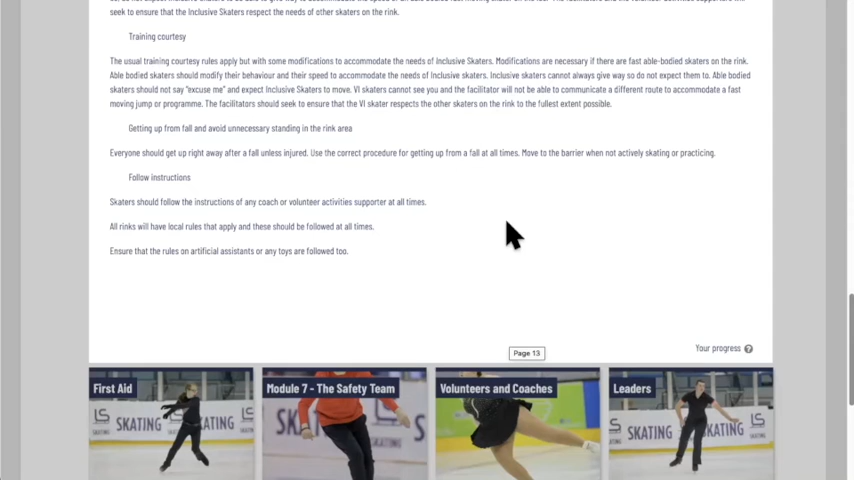 seek to ensure that the Inclusive Skaters respect the needs of other skaters on the rink.
Training courtesy
The usual training courtesy rules apply but with some modifications to accommodate the needs of Inclusive Skaters. Modifications are necessary if there are fast able-bodied skaters on the rink.
Able bodied skaters should modify their behaviour and their speed to accommodate the needs of Inclusive skaters. Inclusive skaters cannot always give way so do not expect them to. Able bodied
skaters should not say "excuse me" and expect Inclusive Skaters to move. VI skaters cannot see you and the facilitator will not be able to communicate a different route to accommodate a fast
moving jump or programme. The facilitators should seek to ensure that the VI skater respects the other skaters on the rink to the fullest extent possible.
Getting up from fall and avoid unnecessary standing in the rink area
Everyone should get up right away after a fall unless injured. Use the correct procedure for getting up from a fall at all times. Move to the barrier when not actively skating or practicing.
Follow instructions
Skaters should follow the instructions of any coach or volunteer activities supporter at all times.
All rinks will have local rules that apply and these should be followed at all times.
Ensure that the rules on artificial assistants or any toys are followed too.
Your progress ?
Page 13
First Aid
Module 7 - The Safety Team
Volunteers and Coaches
Leaders
LS SKATING
SKATING
LS
SKATING